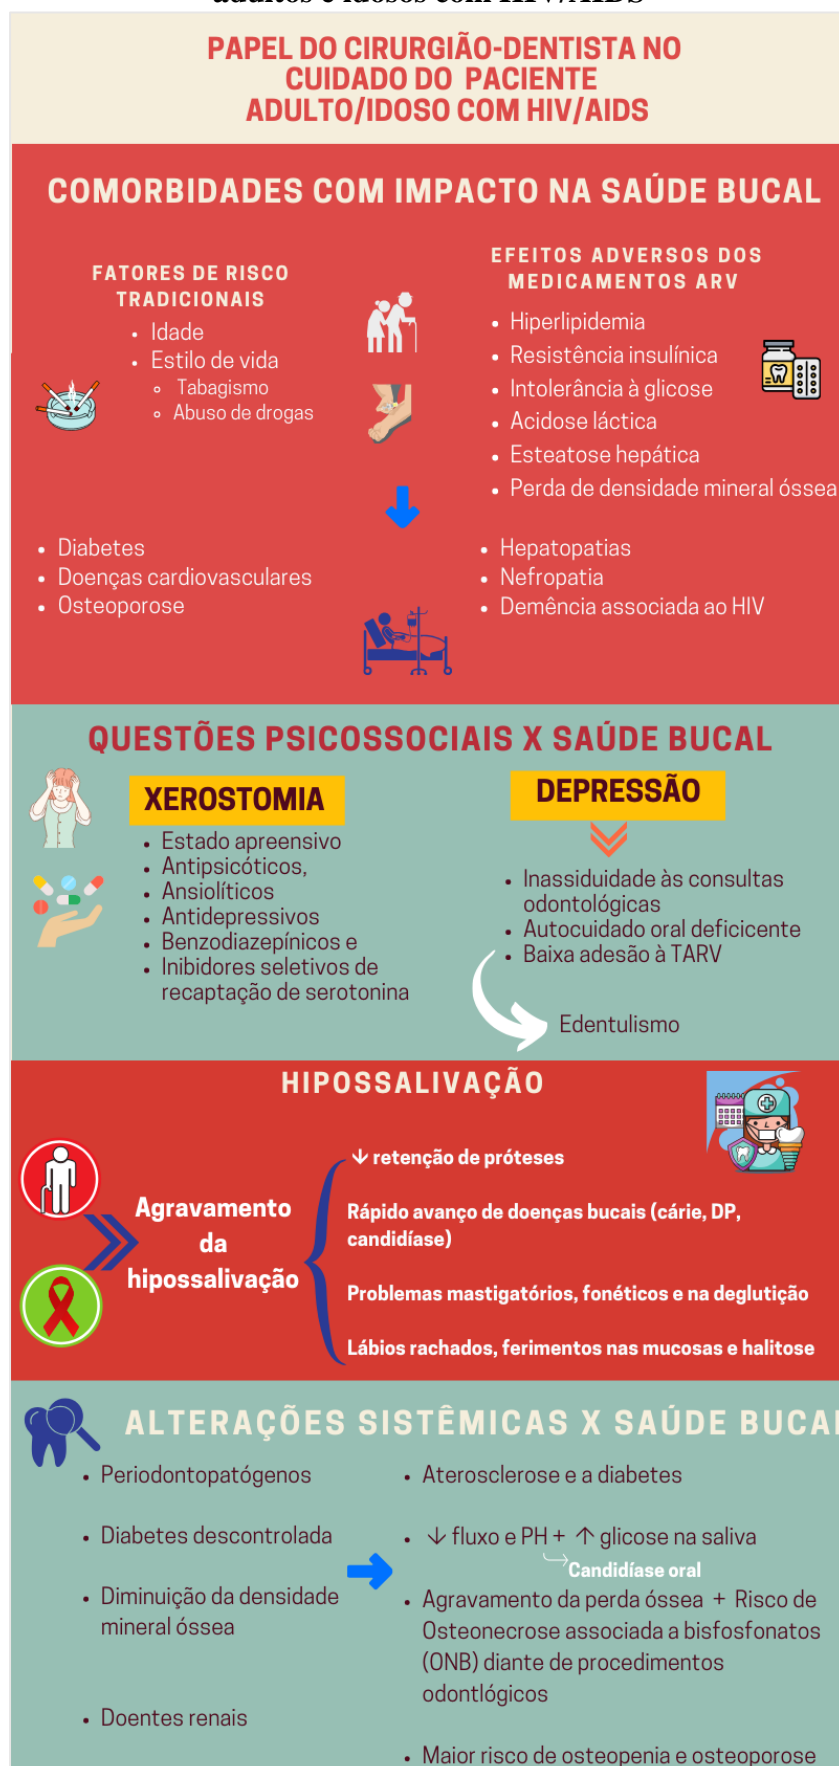 adultos e idosos com HIV/AIDS
PAPEL DO CIRURGIÃO-DENTISTA NO
CUIDADO DO PACIENTE
ADULTO/IDOSO COM HIV/AIDS
COMORBIDADES COM IMPACTO NA SAÚDE BUCAL
FATORES DE RISCO
TRADICIONAIS
• Idade
• Estilo de vida
◦ Tabagismo
◦ Abuso de drogas
EFEITOS ADVERSOS DOS
MEDICAMENTOS ARV
• Hiperlipidemia
• Resistência insulínica
• Intolerância à glicose
• Acidose láctica
• Esteatose hepática
• Perda de densidade mineral óssea
• Diabetes
• Doenças cardiovasculares
• Osteoporose
• Hepatopatias
• Nefropatia
• Demência associada ao HIV
QUESTÕES PSICOSSOCIAIS X SAÚDE BUCAL
XEROSTOMIA
• Estado apreensivo
• Antipsicóticos,
• Ansiolíticos
• Antidepressivos
• Benzodiazepínicos e
• Inibidores seletivos de
recaptação de serotonina
DEPRESSÃO
• Inassiduidade às consultas
odontológicas
• Autocuidado oral deficicente
• Baixa adesão à TARV
Edentulismo
HIPOSSALIVAÇÃO
Agravamento
da
hipossalivação
↓ retenção de próteses
Rápido avanço de doenças bucais (cárie, DP,
candidíase)
Problemas mastigatórios, fonéticos e na deglutição
Lábios rachados, ferimentos nas mucosas e halitose
ALTERAÇÕES SISTÊMICAS X SAÚDE BUCAL
• Periodontopatógenos
• Diabetes descontrolada
• Diminuição da densidade
mineral óssea
• Doentes renais
• Aterosclerose e a diabetes
• ↓ fluxo e PH + ↑ glicose na saliva
Candidíase oral
• Agravamento da perda óssea + Risco de
Osteonecrose associada a bisfosfonatos
(ONB) diante de procedimentos
odontlógicos
• Maior risco de osteopenia e osteoporose